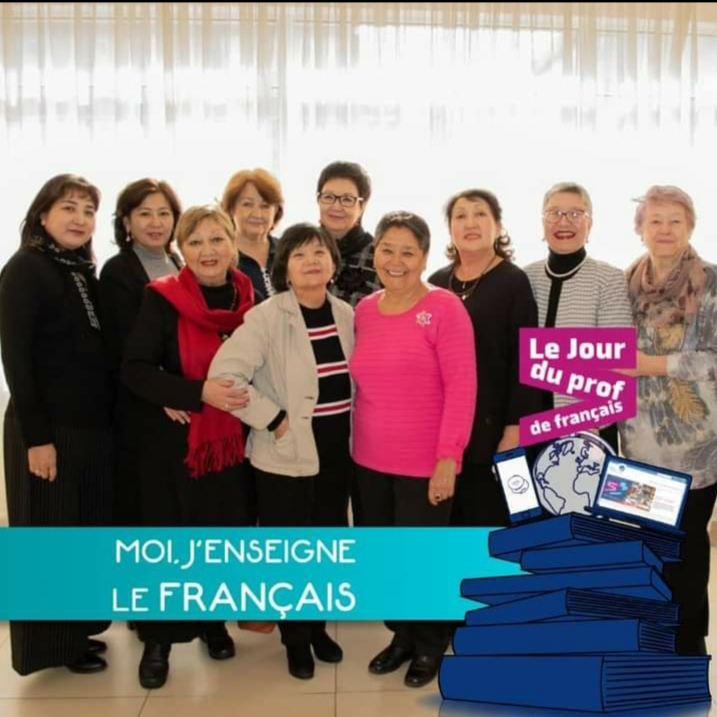 Le Jour
du prof
de français
MOI, J'ENSEIGNE
LE FRANÇAIS